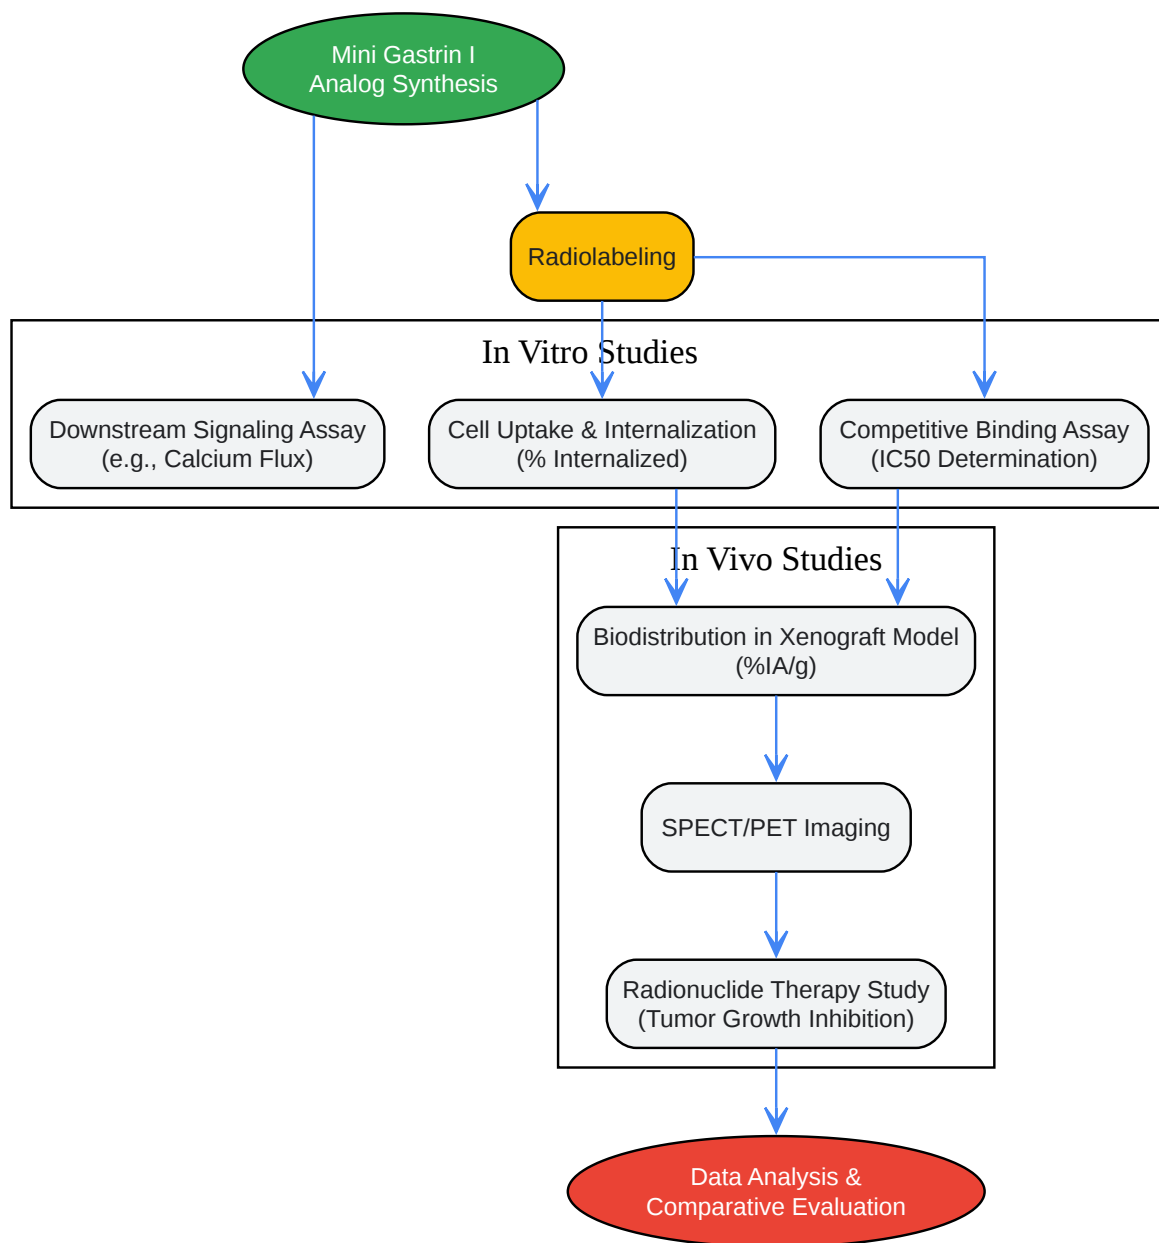 Mini Gastrin I
Analog Synthesis
Radiolabeling
In Vitro Studies
Downstream Signaling Assay
(e.g., Calcium Flux)
Cell Uptake & Internalization
(% Internalized)
Competitive Binding Assay
(IC50 Determination)
In Vivo Studies
Biodistribution in Xenograft Model
(%IA/g)
SPECT/PET Imaging
Radionuclide Therapy Study
(Tumor Growth Inhibition)
Data Analysis &
Comparative Evaluation